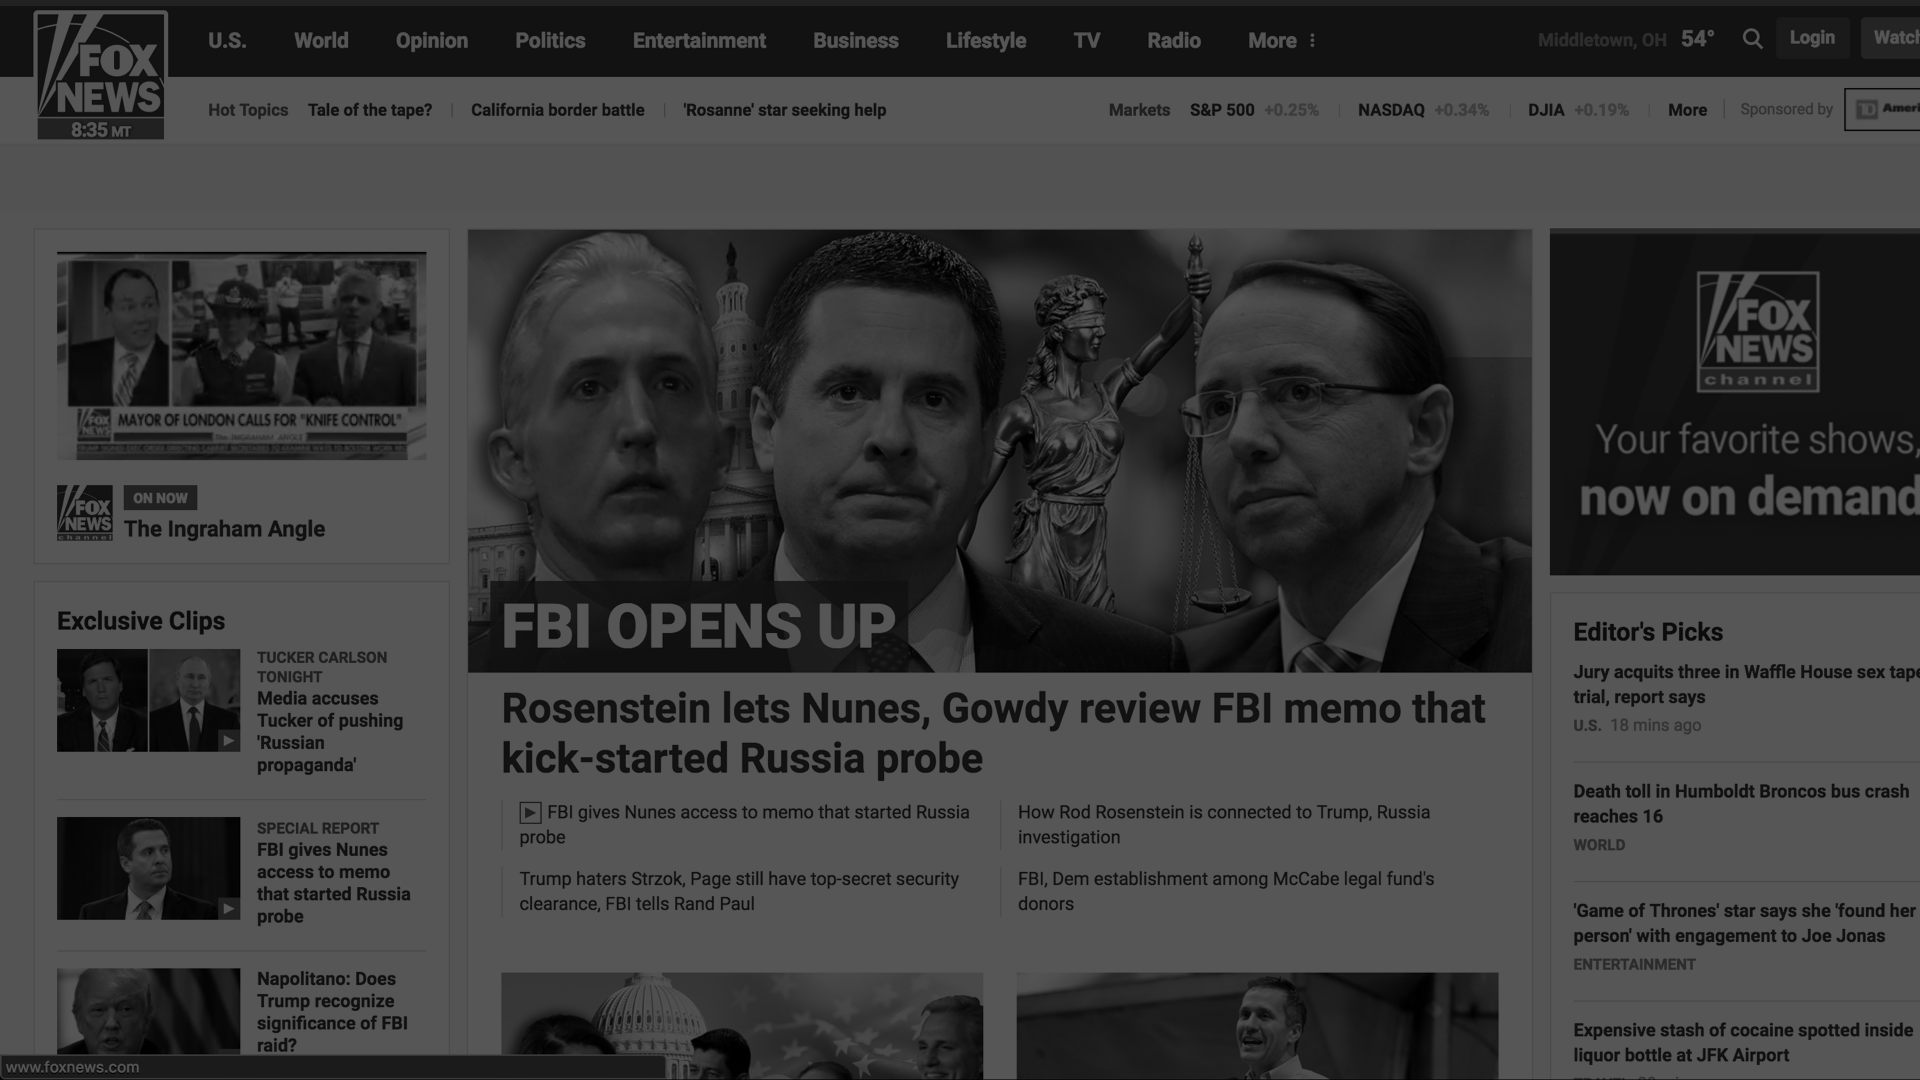 FOX
NEWS
8:35 MT
U.S.
World
Opinion
Politics
Entertainment
Business
Lifestyle
TV
Radio
More
Middletown, OH 54°
Login
Watch
Hot Topics
Tale of the tape?
California border battle
'Rosanne' star seeking help
Markets
S&P 500 +0.25%
NASDAQ +0.34%
DJIA +0.19%
More
Sponsored by
TD Ameri
FOX
NEWS
MAYOR OF LONDON CALLS FOR "KNIFE CONTROL"
The INGRAHAM ANGLE
FOX
NEWS
channel
ON NOW
The Ingraham Angle
Exclusive Clips
TUCKER CARLSON
TONIGHT
Media accuses
Tucker of pushing
'Russian
propaganda'
SPECIAL REPORT
FBI gives Nunes
access to memo
that started Russia
probe
Napolitano: Does
Trump recognize
significance of FBI
raid?
FBI OPENS UP
Rosenstein lets Nunes, Gowdy review FBI memo that
kick-started Russia probe
FBI gives Nunes access to memo that started Russia
probe
How Rod Rosenstein is connected to Trump, Russia
investigation
Trump haters Strzok, Page still have top-secret security
clearance, FBI tells Rand Paul
FBI, Dem establishment among McCabe legal fund's
donors
FOX
NEWS
channel
Your favorite shows,
now on demand
Editor's Picks
Jury acquits three in Waffle House sex tape
trial, report says
U.S. 18 mins ago
Death toll in Humboldt Broncos bus crash
reaches 16
WORLD
'Game of Thrones' star says she 'found her
person' with engagement to Joe Jonas
ENTERTAINMENT
Expensive stash of cocaine spotted inside
liquor bottle at JFK Airport
www.foxnews.com